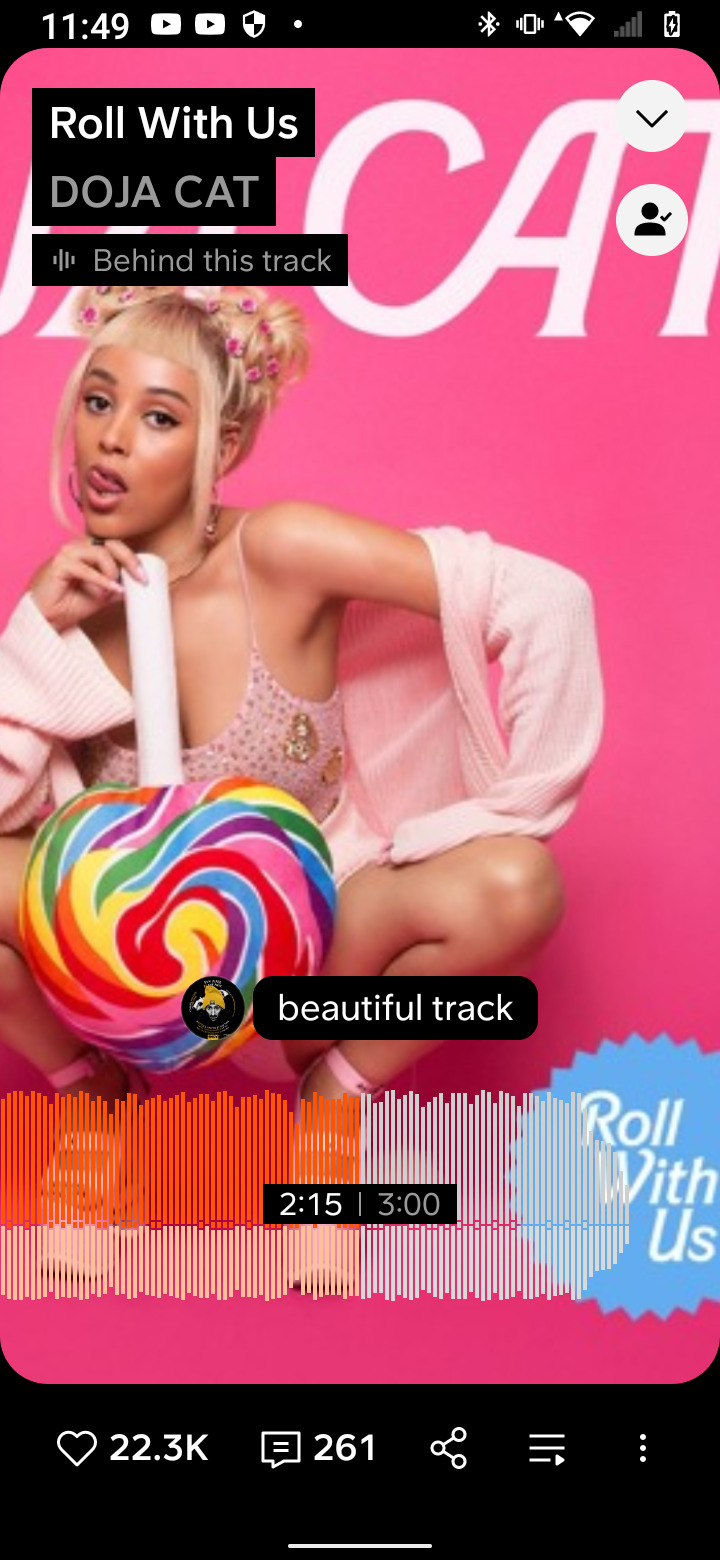 11:49
Roll With Us
DOJA CAT
Behind this track
JA CAT
beautiful track
Roll
With
Us
2:15 | 3:00
22.3K 261